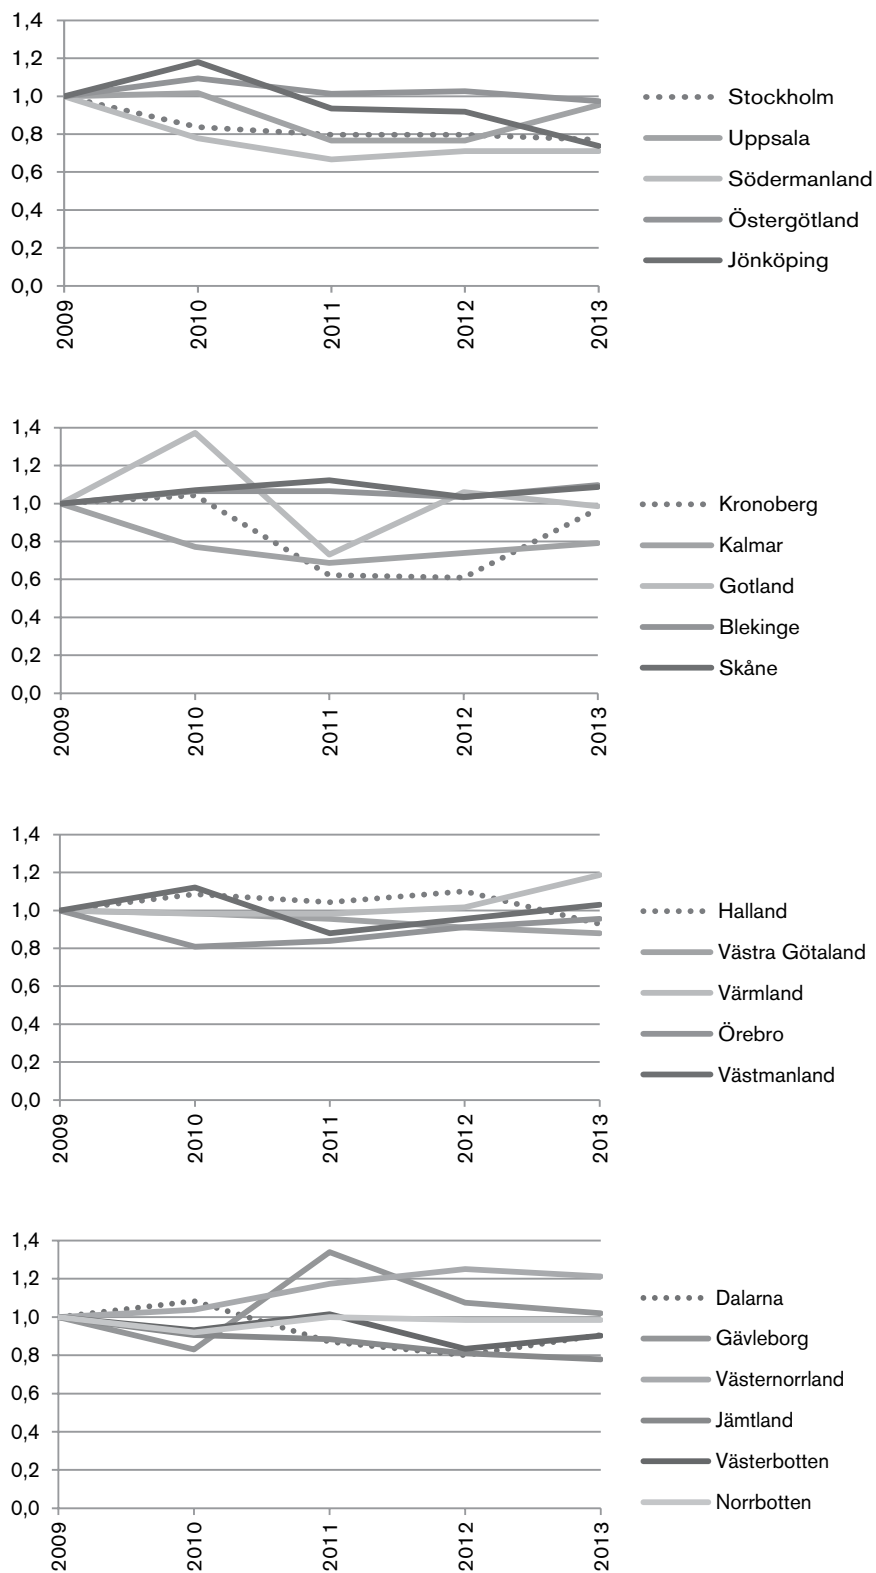 1,4
1,2
1,0
0,8
0,6
0,4
0,2
0,0
2009
2010
2011
2012
2013
Stockholm
Uppsala
Södermanland
Östergötland
Jönköping
1,4
1,2
1,0
0,8
0,6
0,4
0,2
0,0
2009
2010
2011
2012
2013
Kronoberg
Kalmar
Gotland
Blekinge
Skåne
1,4
1,2
1,0
0,8
0,6
0,4
0,2
0,0
2009
2010
2011
2012
2013
Halland
Västra Götaland
Värmland
Örebro
Västmanland
1,4
1,2
1,0
0,8
0,6
0,4
0,2
0,0
2009
2010
2011
2012
2013
Dalarna
Gävleborg
Västernorrland
Jämtland
Västerbotten
Norrbotten